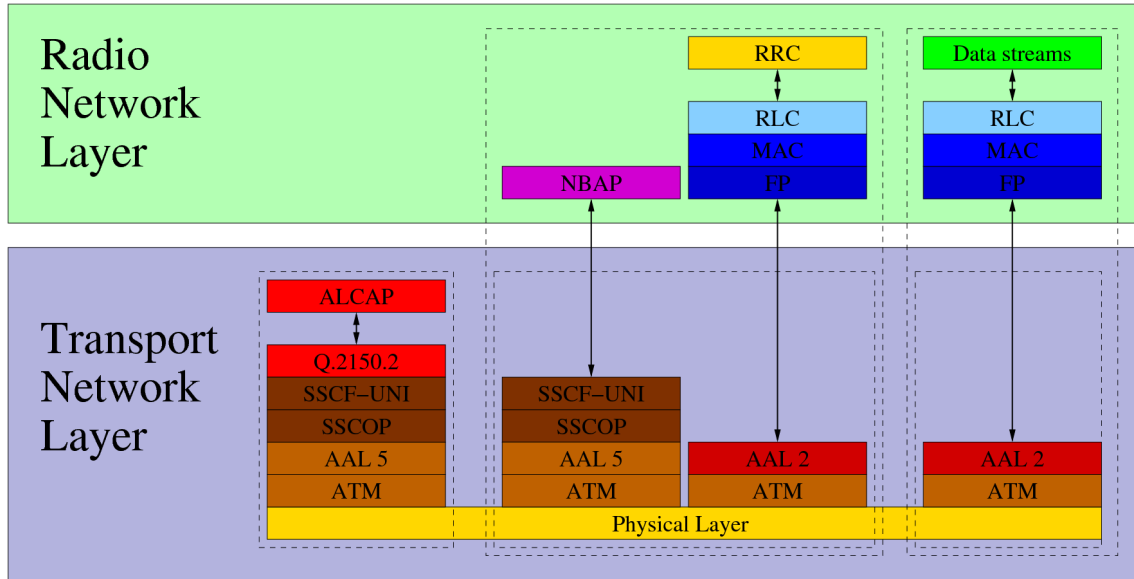 Radio
Network
Layer
RRC
RLC
MAC
FP
NBAP
Data streams
RLC
MAC
FP
Transport
Network
Layer
ALCAP
Q.2150.2
SSCF−UNI
SSCOP
AAL 5
ATM
SSCF−UNI
SSCOP
AAL 5
ATM
AAL 2
ATM
AAL 2
ATM
Physical Layer